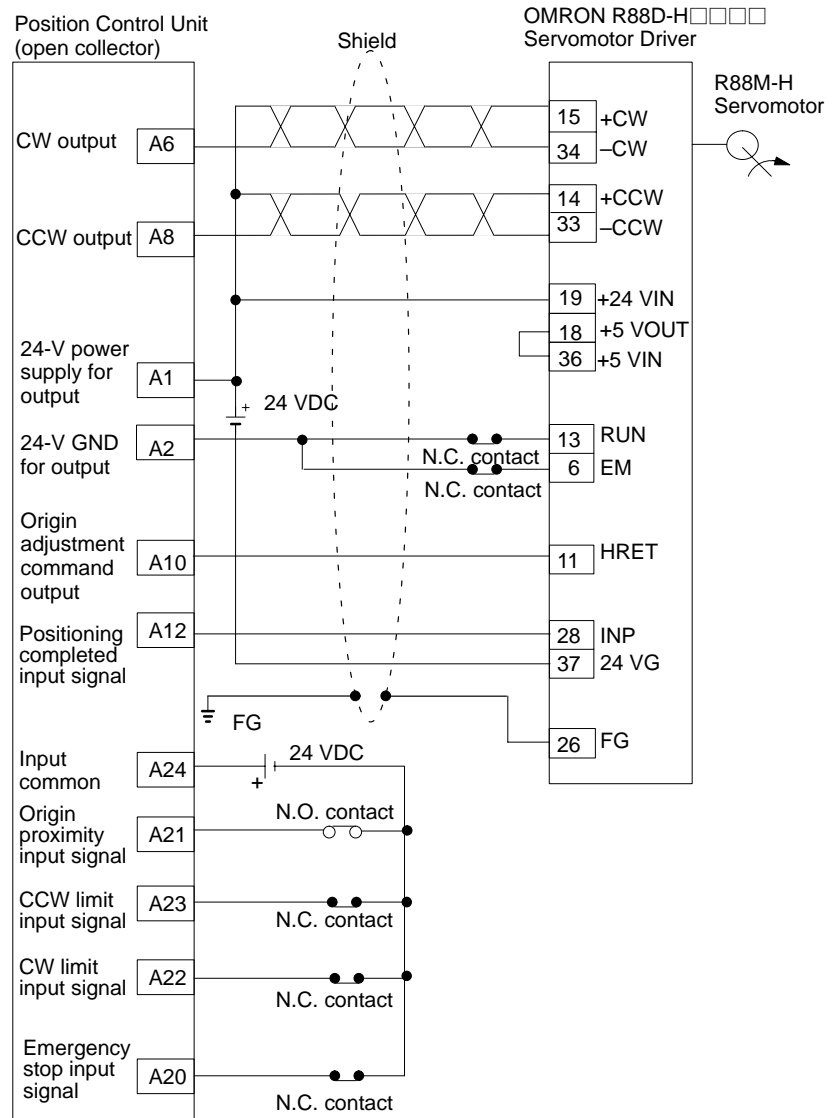 Position Control Unit
(open collector)
Shield
OMRON R88D-H□□□□
Servomotor Driver
R88M-H
Servomotor
CW output
A6
15
+CW
34
–CW
CCW output
A8
14
+CCW
33
–CCW
19
+24 VIN
18
+5 VOUT
36
+5 VIN
24-V power
supply for
output
A1
+
24 VDC
24-V GND
for output
A2
N.C. contact
13
RUN
N.C. contact
6
EM
Origin
adjustment
command
output
A10
11
HRET
Positioning
completed
input signal
A12
28
INP
37
24 VG
FG
26
FG
Input
common
A24
+
24 VDC
Origin
proximity
input signal
A21
N.O. contact
CCW limit
input signal
A23
N.C. contact
CW limit
input signal
A22
N.C. contact
Emergency
stop input
signal
A20
N.C. contact